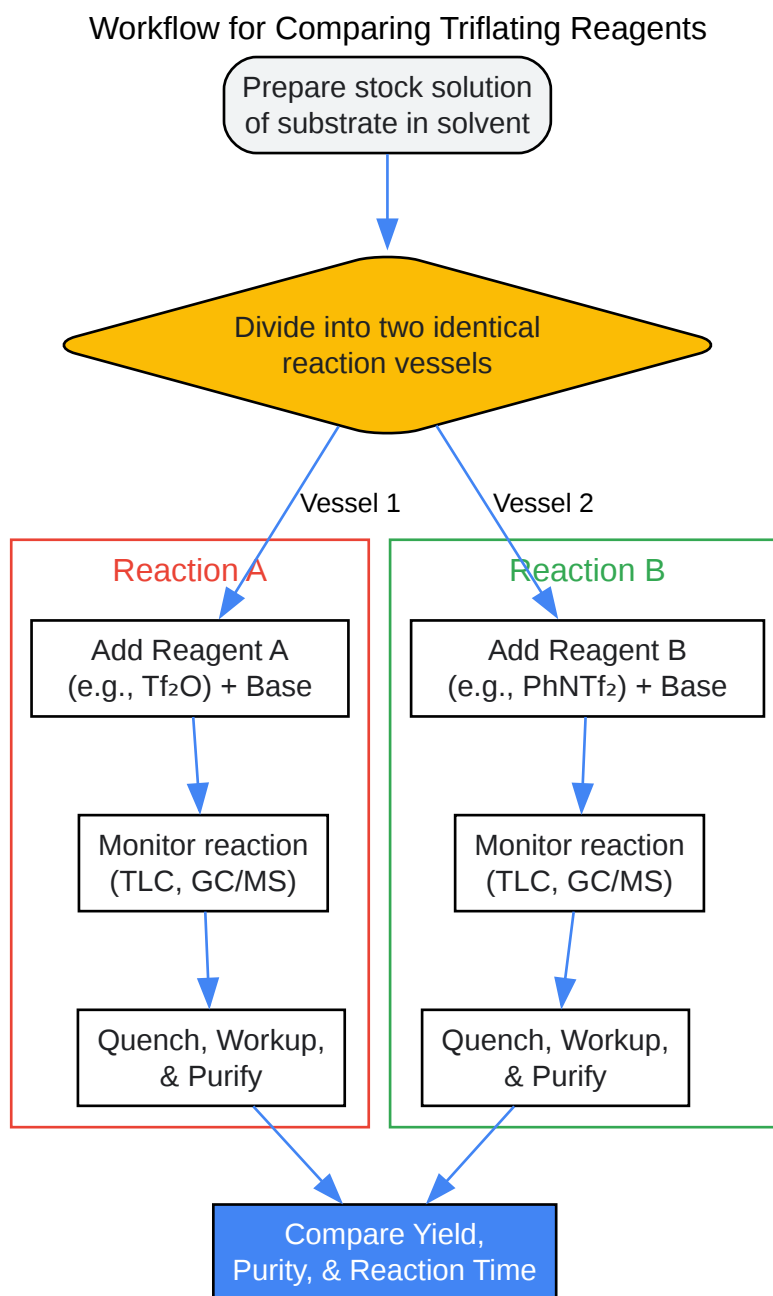 Workflow for Comparing Triflating Reagents
Prepare stock solution
of substrate in solvent
Divide into two identical
reaction vessels
Vessel 1
Vessel 2
Reaction A
Add Reagent A
(e.g., Tf₂O) + Base
Monitor reaction
(TLC, GC/MS)
Quench, Workup,
& Purify
Reaction B
Add Reagent B
(e.g., PhNTf₂) + Base
Monitor reaction
(TLC, GC/MS)
Quench, Workup,
& Purify
Compare Yield,
Purity, & Reaction Time